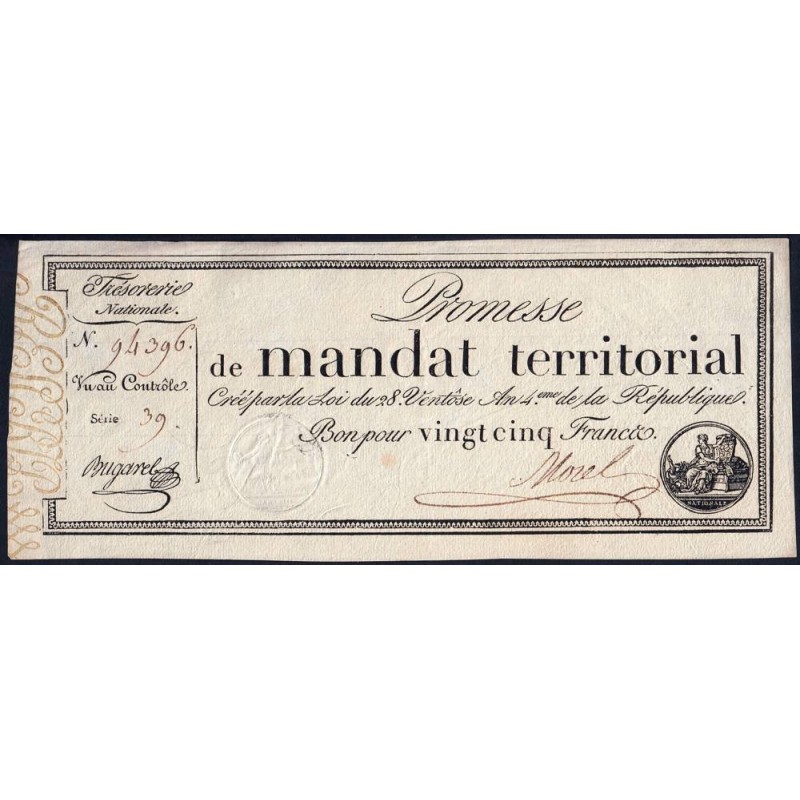 Trésorerie
Nationale.
N. 94396.
Vu au Contrôle
Série 39.
Bugarel
Promesse
de mandat territorial
Créé par la Loi du 28. Ventôse An 4.eme de la République.
Bon pour vingt cinq Francs.
Morel
NATIONALE